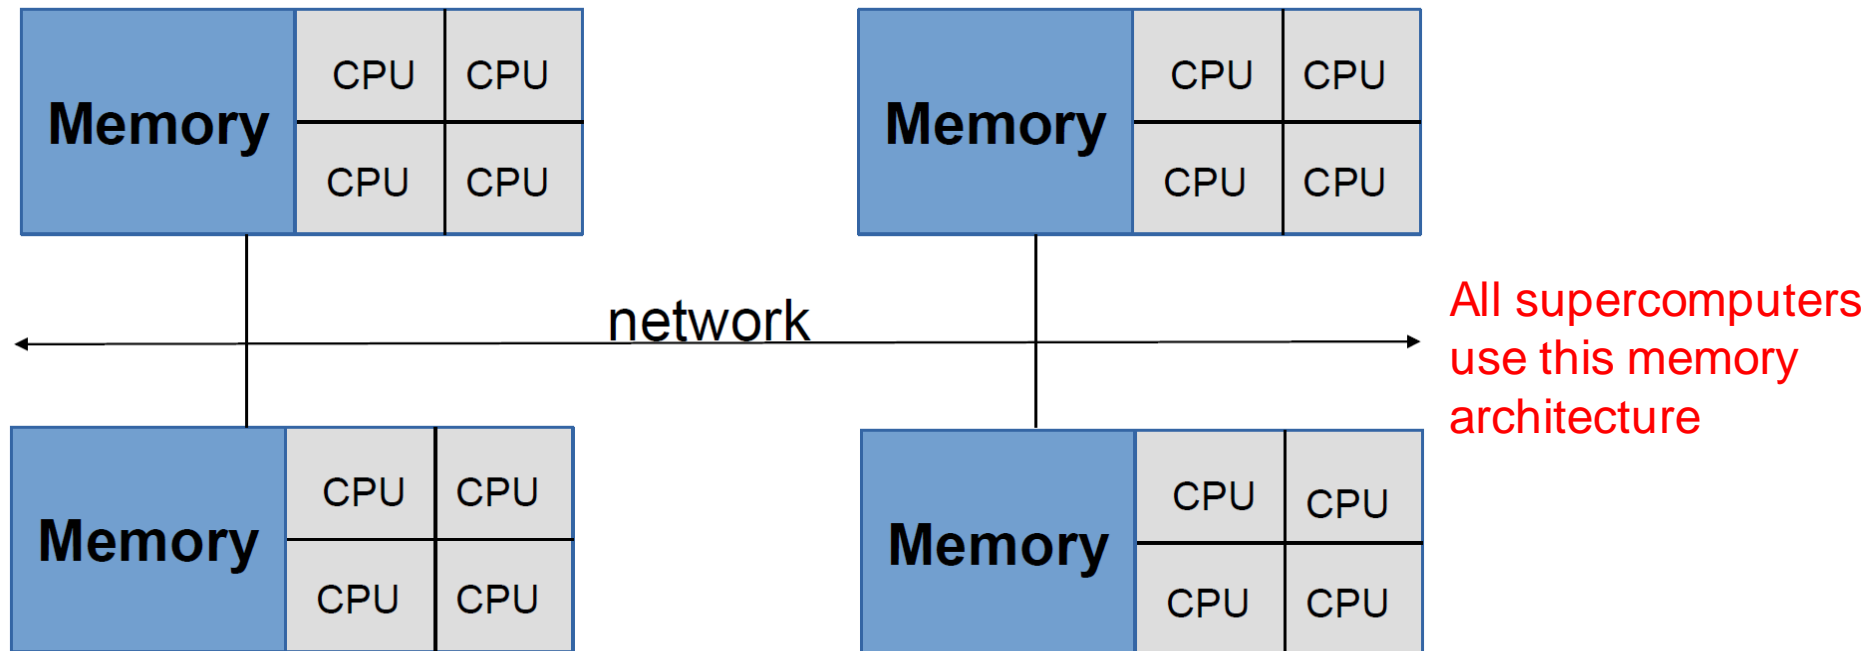 CPU CPU
Memory
CPU CPU
CPU CPU
Memory
CPU CPU
network
All supercomputers
use this memory
architecture
CPU CPU
Memory
CPU CPU
CPU CPU
Memory
CPU CPU